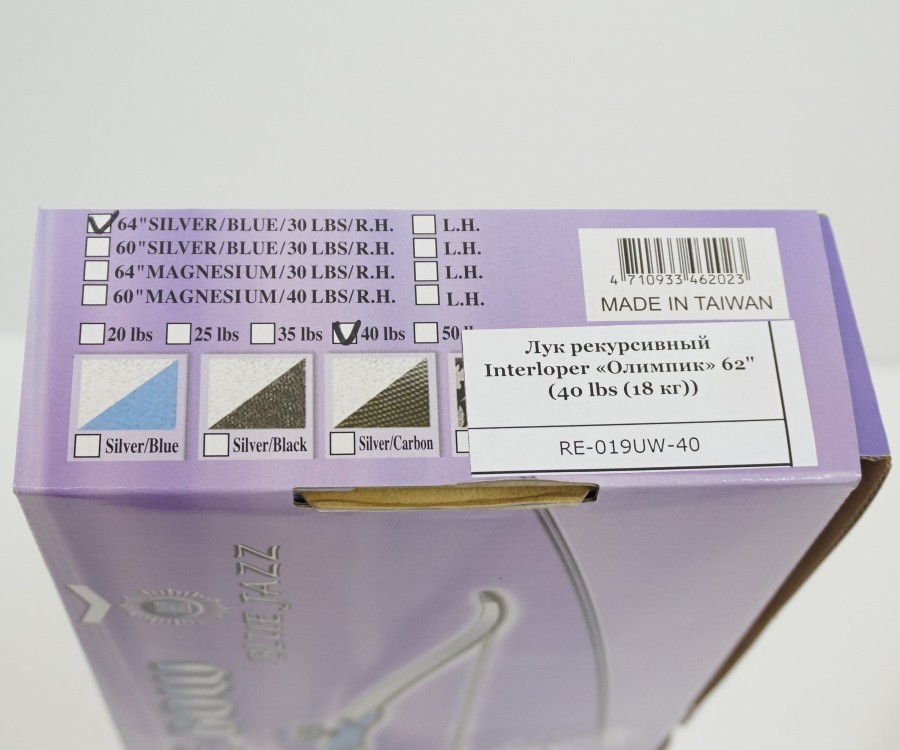 64"SILVER/BLUE/30 LBS/R.H. L.H.
60"SILVER/BLUE/30 LBS/R.H. L.H.
64"MAGNESIUM/30 LBS/R.H. L.H.
60"MAGNESIUM/40 LBS/R.H. L.H.
20 lbs 25 lbs 35 lbs 40 lbs 50
Silver/Blue Silver/Black Silver/Carbon
4 710933 462023
MADE IN TAIWAN
Лук рекурсивный
Interloper «Олимпик» 62"
(40 lbs (18 кг))
RE-019UW-40
BLUE JAZZ
BOW